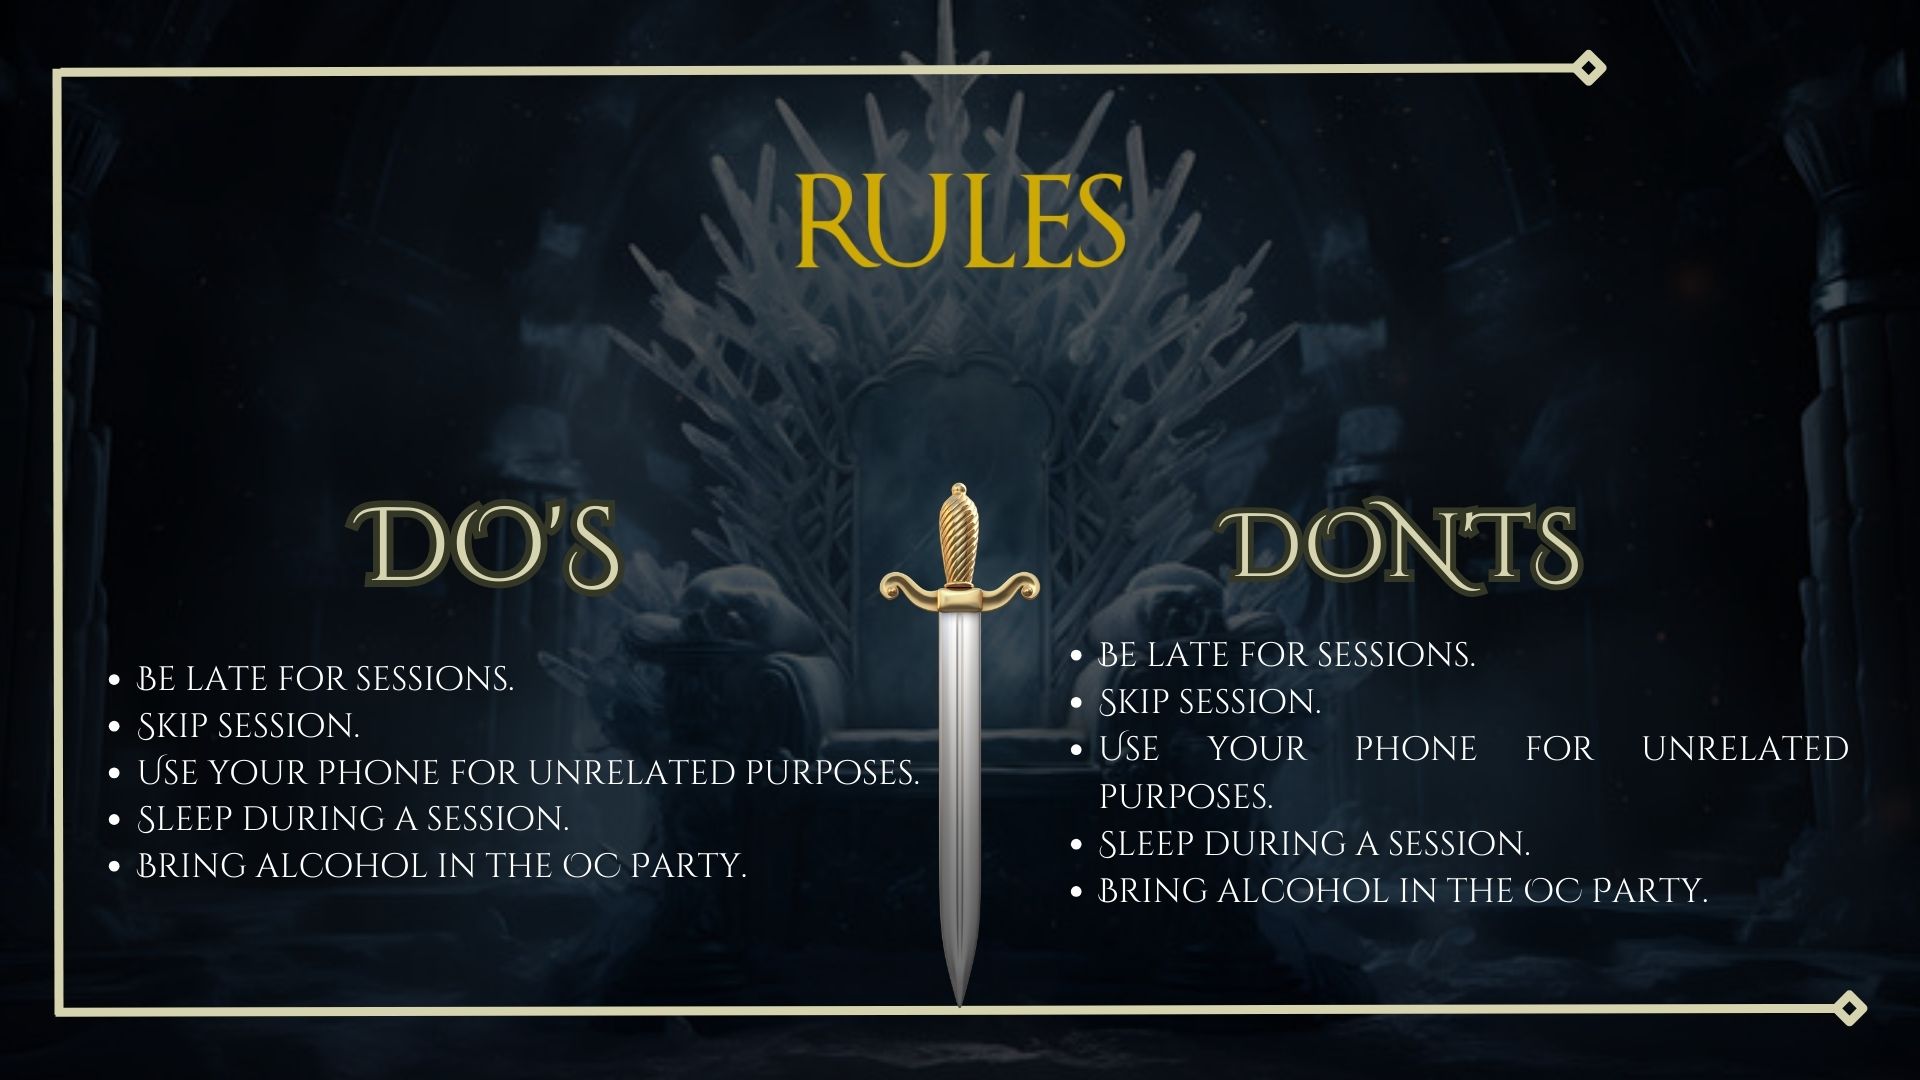 RULES
DO'S
Be late for sessions.
Skip session.
Use your phone for unrelated purposes.
Sleep during a session.
Bring alcohol in the OC Party.
DON'TS
Be late for sessions.
Skip session.
Use your phone for unrelated
purposes.
Sleep during a session.
Bring alcohol in the OC Party.